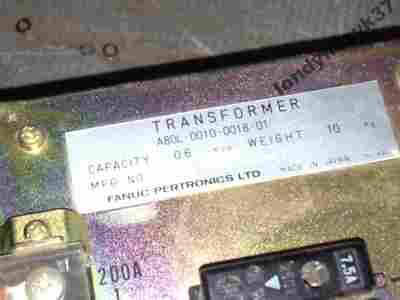 TRANSFORMER
A80L-0010-0018-01
CAPACITY 0.6 KVA WEIGHT 10 Kg
MFG NO. MADE IN JAPAN
FANUC PERTRONICS LTD
200A
7.5A